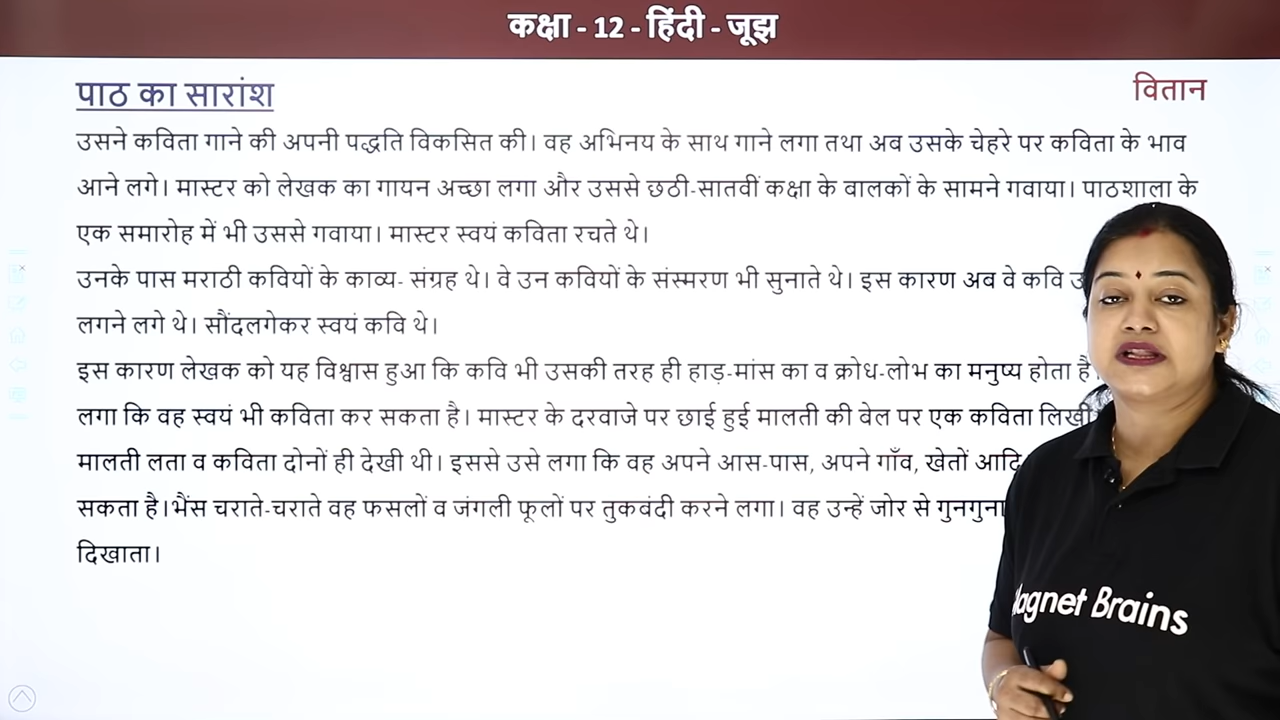 कक्षा - 12 - हिंदी - जूझ
पाठ का सारांश
वितान
उसने कविता गाने की अपनी पद्धति विकसित की। वह अभिनय के साथ गाने लगा तथा अब उसके चेहरे पर कविता के भाव
आने लगे। मास्टर को लेखक का गायन अच्छा लगा और उससे छठी-सातवीं कक्षा के बालकों के सामने गवाया। पाठशाला के
एक समारोह में भी उससे गवाया। मास्टर स्वयं कविता रचते थे।
उनके पास मराठी कवियों के काव्य- संग्रह थे। वे उन कवियों के संस्मरण भी सुनाते थे। इस कारण अब वे कवि
लगने लगे थे। सौंदलगेकर स्वयं कवि थे।
इस कारण लेखक को यह विश्वास हुआ कि कवि भी उसकी तरह ही हाड़-मांस का व क्रोध-लोभ का मनुष्य होता है
लगा कि वह स्वयं भी कविता कर सकता है। मास्टर के दरवाजे पर छाई हुई मालती की बेल पर एक कविता लिखी
मालती लता व कविता दोनों ही देखी थी। इससे उसे लगा कि वह अपने आस-पास, अपने गाँव, खेतों आदि
सकता है।भैंस चराते-चराते वह फसलों व जंगली फूलों पर तुकबंदी करने लगा। वह उन्हें जोर से गुनगुना
दिखाता।
agnet Brains